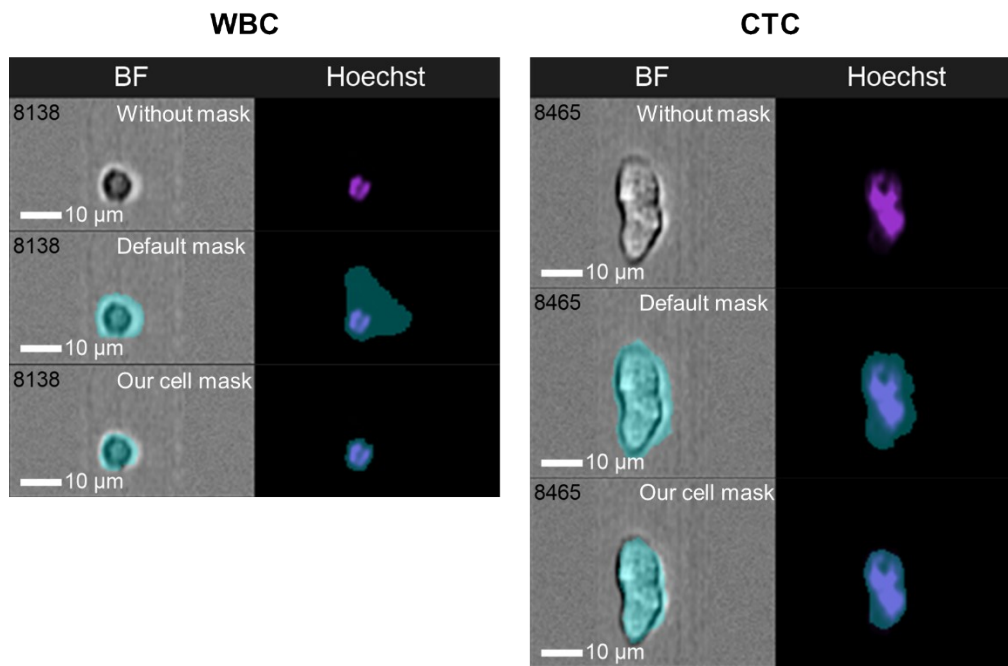 WBC
BF Hoechst
8138 Without mask
10 µm
8138 Default mask
10 µm
8138 Our cell mask
10 µm
CTC
BF Hoechst
8465 Without mask
10 µm
8465 Default mask
10 µm
8465 Our cell mask
10 µm